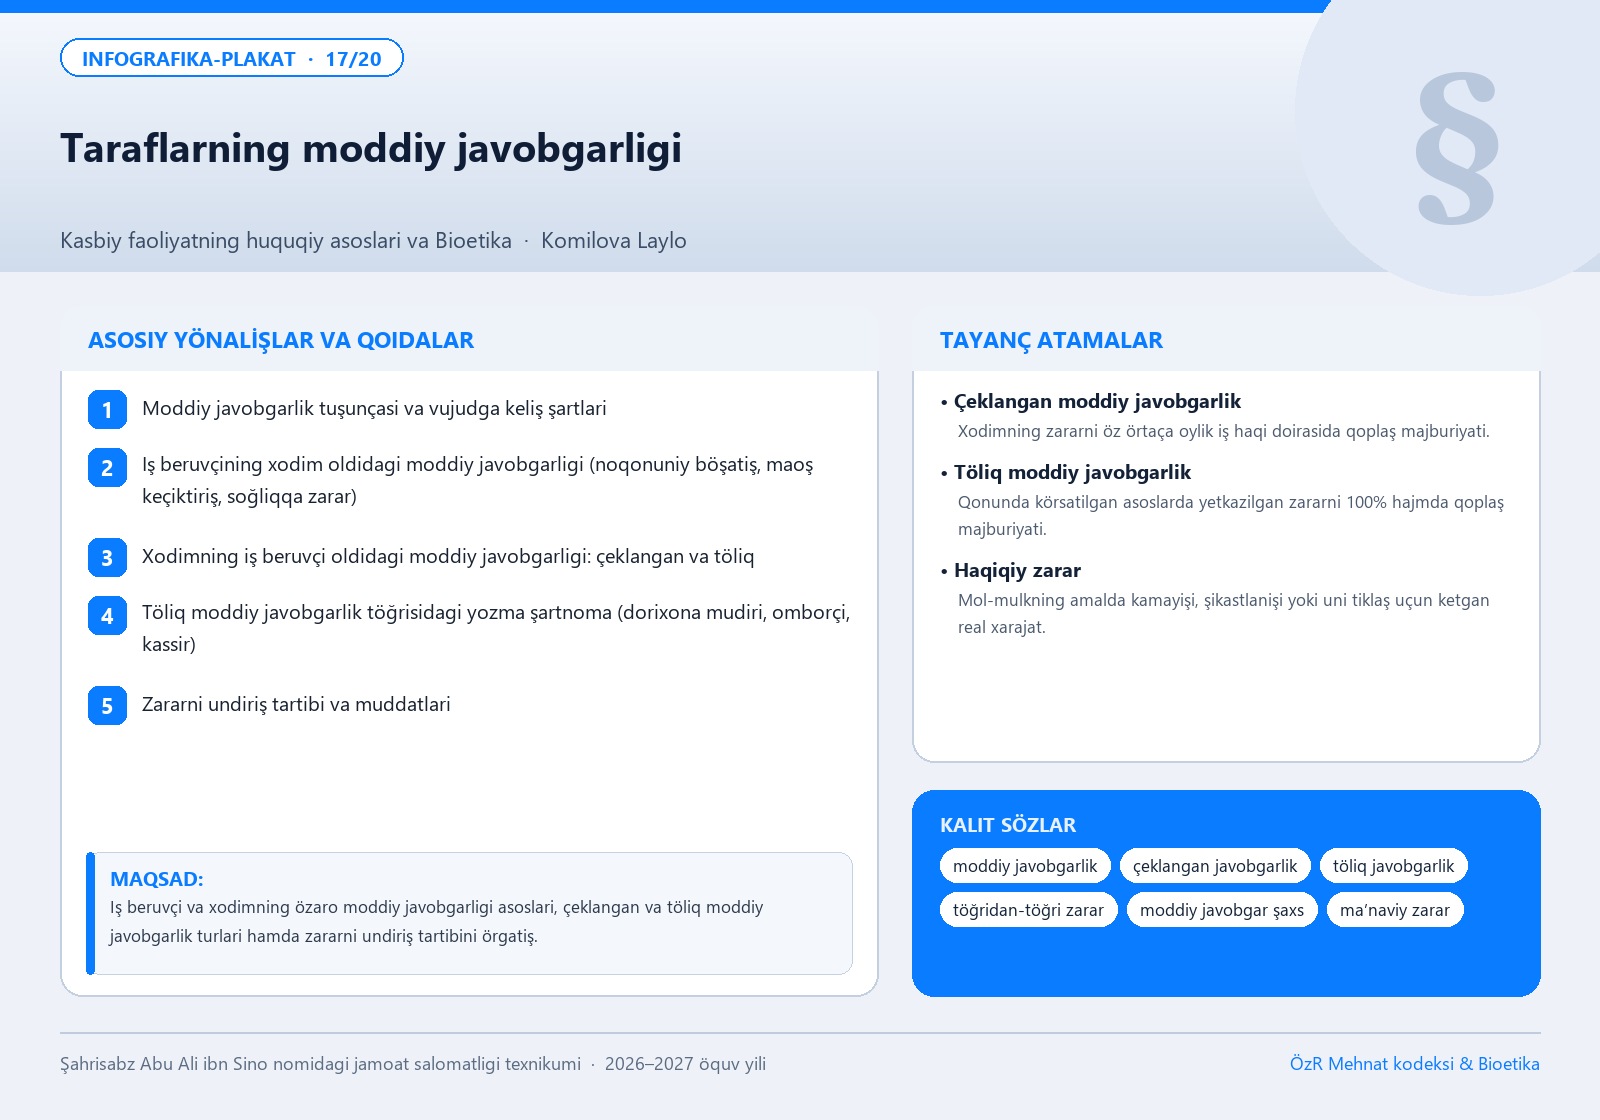 INFOGRAFIKA-PLAKAT · 17/20
Taraflarning moddiy javobgarligi
Kasbiy faoliyatning huquqiy asoslari va Bioetika · Komilova Laylo
§
ASOSIY YÖNALİŞLAR VA QOIDALAR
1 Moddiy javobgarlik tuşunçasi va vujudga keliş şartlari
2 Iş beruvçining xodim oldidagi moddiy javobgarligi (noqonuniy böşatiş, maoş
keçiktiriş, soğliqqa zarar)
3 Xodimning iş beruvçi oldidagi moddiy javobgarligi: çeklangan va töliq
4 Töliq moddiy javobgarlik töğrisidagi yozma şartnoma (dorixona mudiri, omborçi,
kassir)
5 Zararni undiriş tartibi va muddatlari
MAQSAD:
Iş beruvçi va xodimning özaro moddiy javobgarligi asoslari, çeklangan va töliq moddiy
javobgarlik turlari hamda zararni undiriş tartibini örgatiş.
TAYANÇ ATAMALAR
• Çeklangan moddiy javobgarlik
Xodimning zararni öz örtaça oylik iş haqi doirasida qoplaş majburiyati.
• Töliq moddiy javobgarlik
Qonunda körsatilgan asoslarda yetkazilgan zararni 100% hajmda qoplaş
majburiyati.
• Haqiqiy zarar
Mol-mulkning amalda kamayişi, şikastlanişi yoki uni tiklaş uçun ketgan
real xarajat.
KALIT SÖZLAR
moddiy javobgarlik çeklangan javobgarlik töliq javobgarlik
töğridan-töğri zarar moddiy javobgar şaxs ma’naviy zarar
Şahrisabz Abu Ali ibn Sino nomidagi jamoat salomatligi texnikumi · 2026–2027 öquv yili
ÖzR Mehnat kodeksi & Bioetika